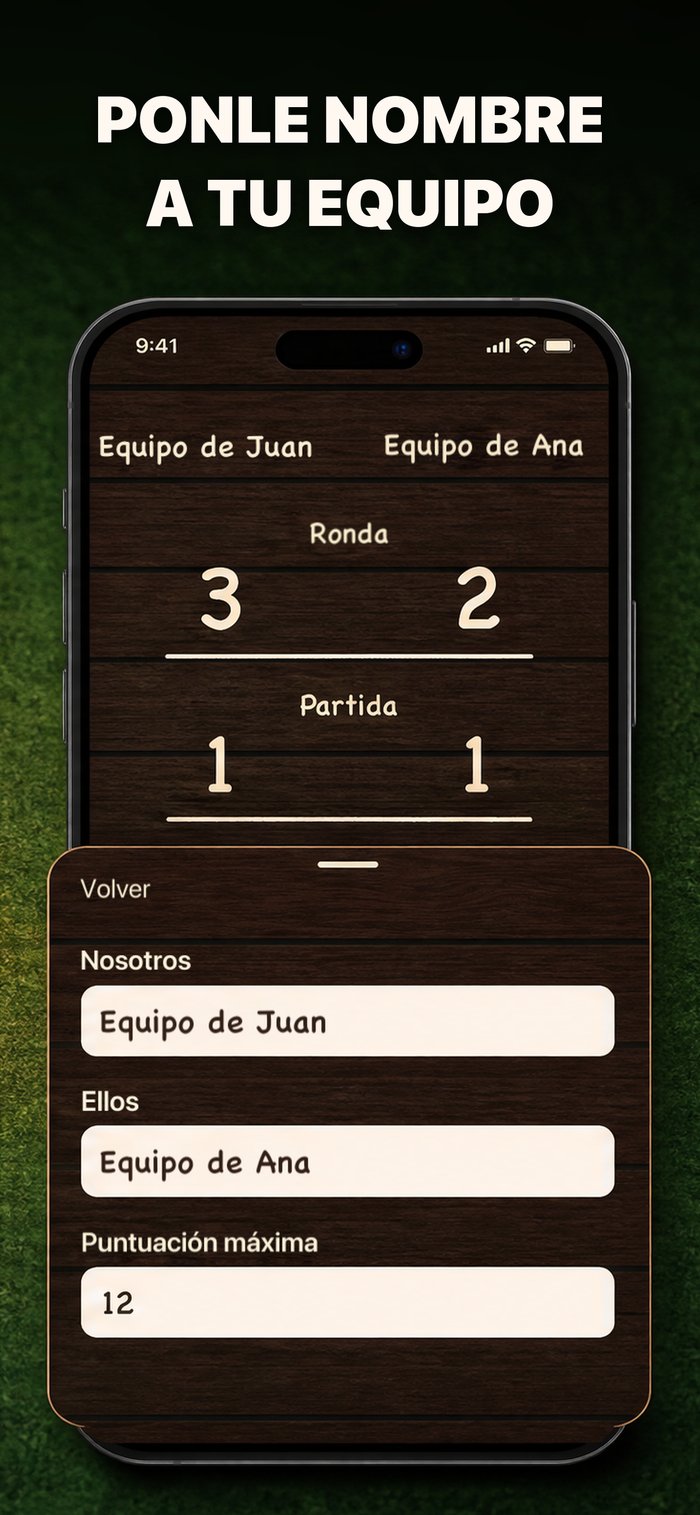 PONLE NOMBRE
A TU EQUIPO
9:41
Equipo de Juan Equipo de Ana
Ronda
3 2
Partida
1 1
Volver
Nosotros
Equipo de Juan
Ellos
Equipo de Ana
Puntuación máxima
12